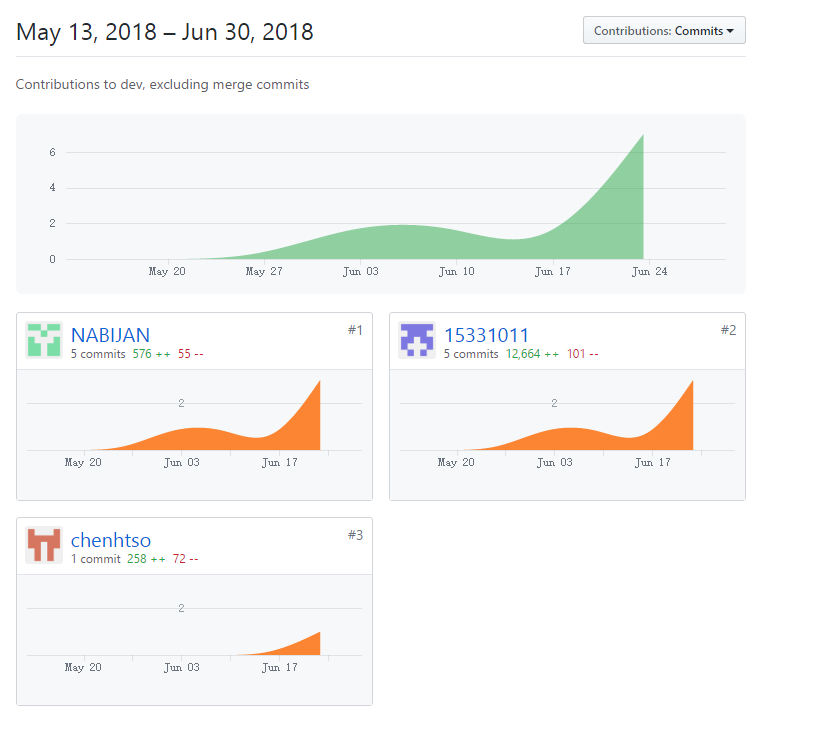 May 13, 2018 – Jun 30, 2018
Contributions: Commits
Contributions to dev, excluding merge commits
6
4
2
0
May 20 May 27 Jun 03 Jun 10 Jun 17 Jun 24
NABIJAN #1
5 commits 576 ++ 55 --
2
May 20 Jun 03 Jun 17
15331011 #2
5 commits 12,664 ++ 101 --
2
May 20 Jun 03 Jun 17
chenhtso #3
1 commit 258 ++ 72 --
2
May 20 Jun 03 Jun 17